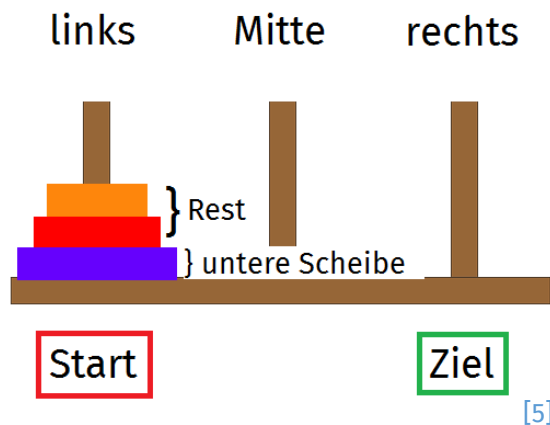 links Mitte rechts
} Rest
} untere Scheibe
Start Ziel
[5]